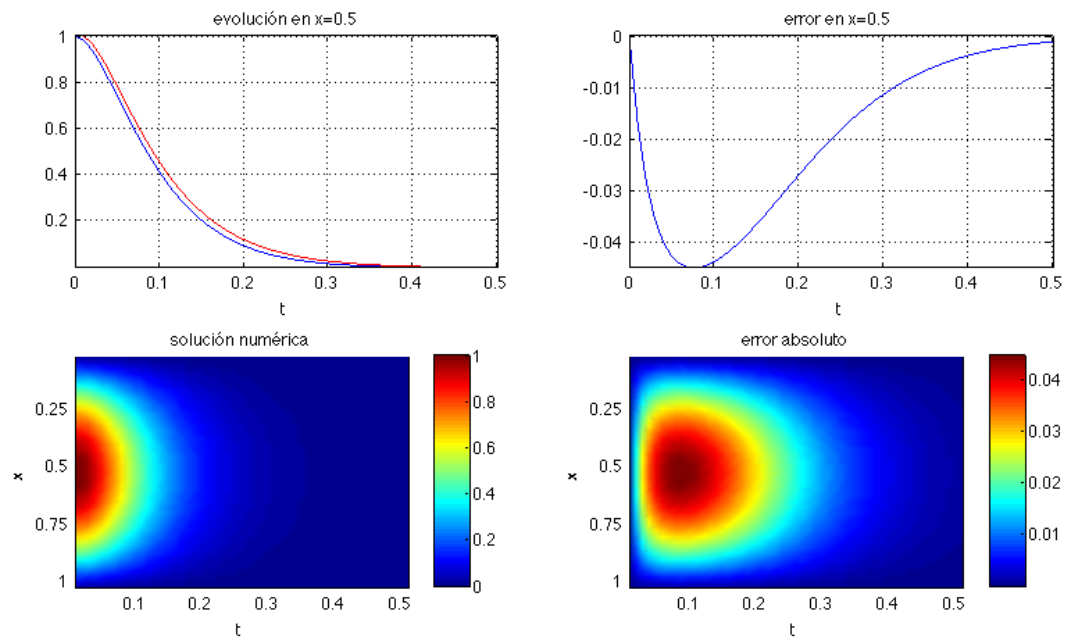 evolución en x=0.5
1
0.8
0.6
0.4
0.2
0 0.1 0.2 0.3 0.4 0.5
t
error en x=0.5
0
-0.01
-0.02
-0.03
-0.04
0 0.1 0.2 0.3 0.4 0.5
t
solución numérica
x
0.25
0.5
0.75
1
0.1 0.2 0.3 0.4 0.5
t
1
0.8
0.6
0.4
0.2
0
error absoluto
x
0.25
0.5
0.75
1
0.1 0.2 0.3 0.4 0.5
t
0.04
0.03
0.02
0.01